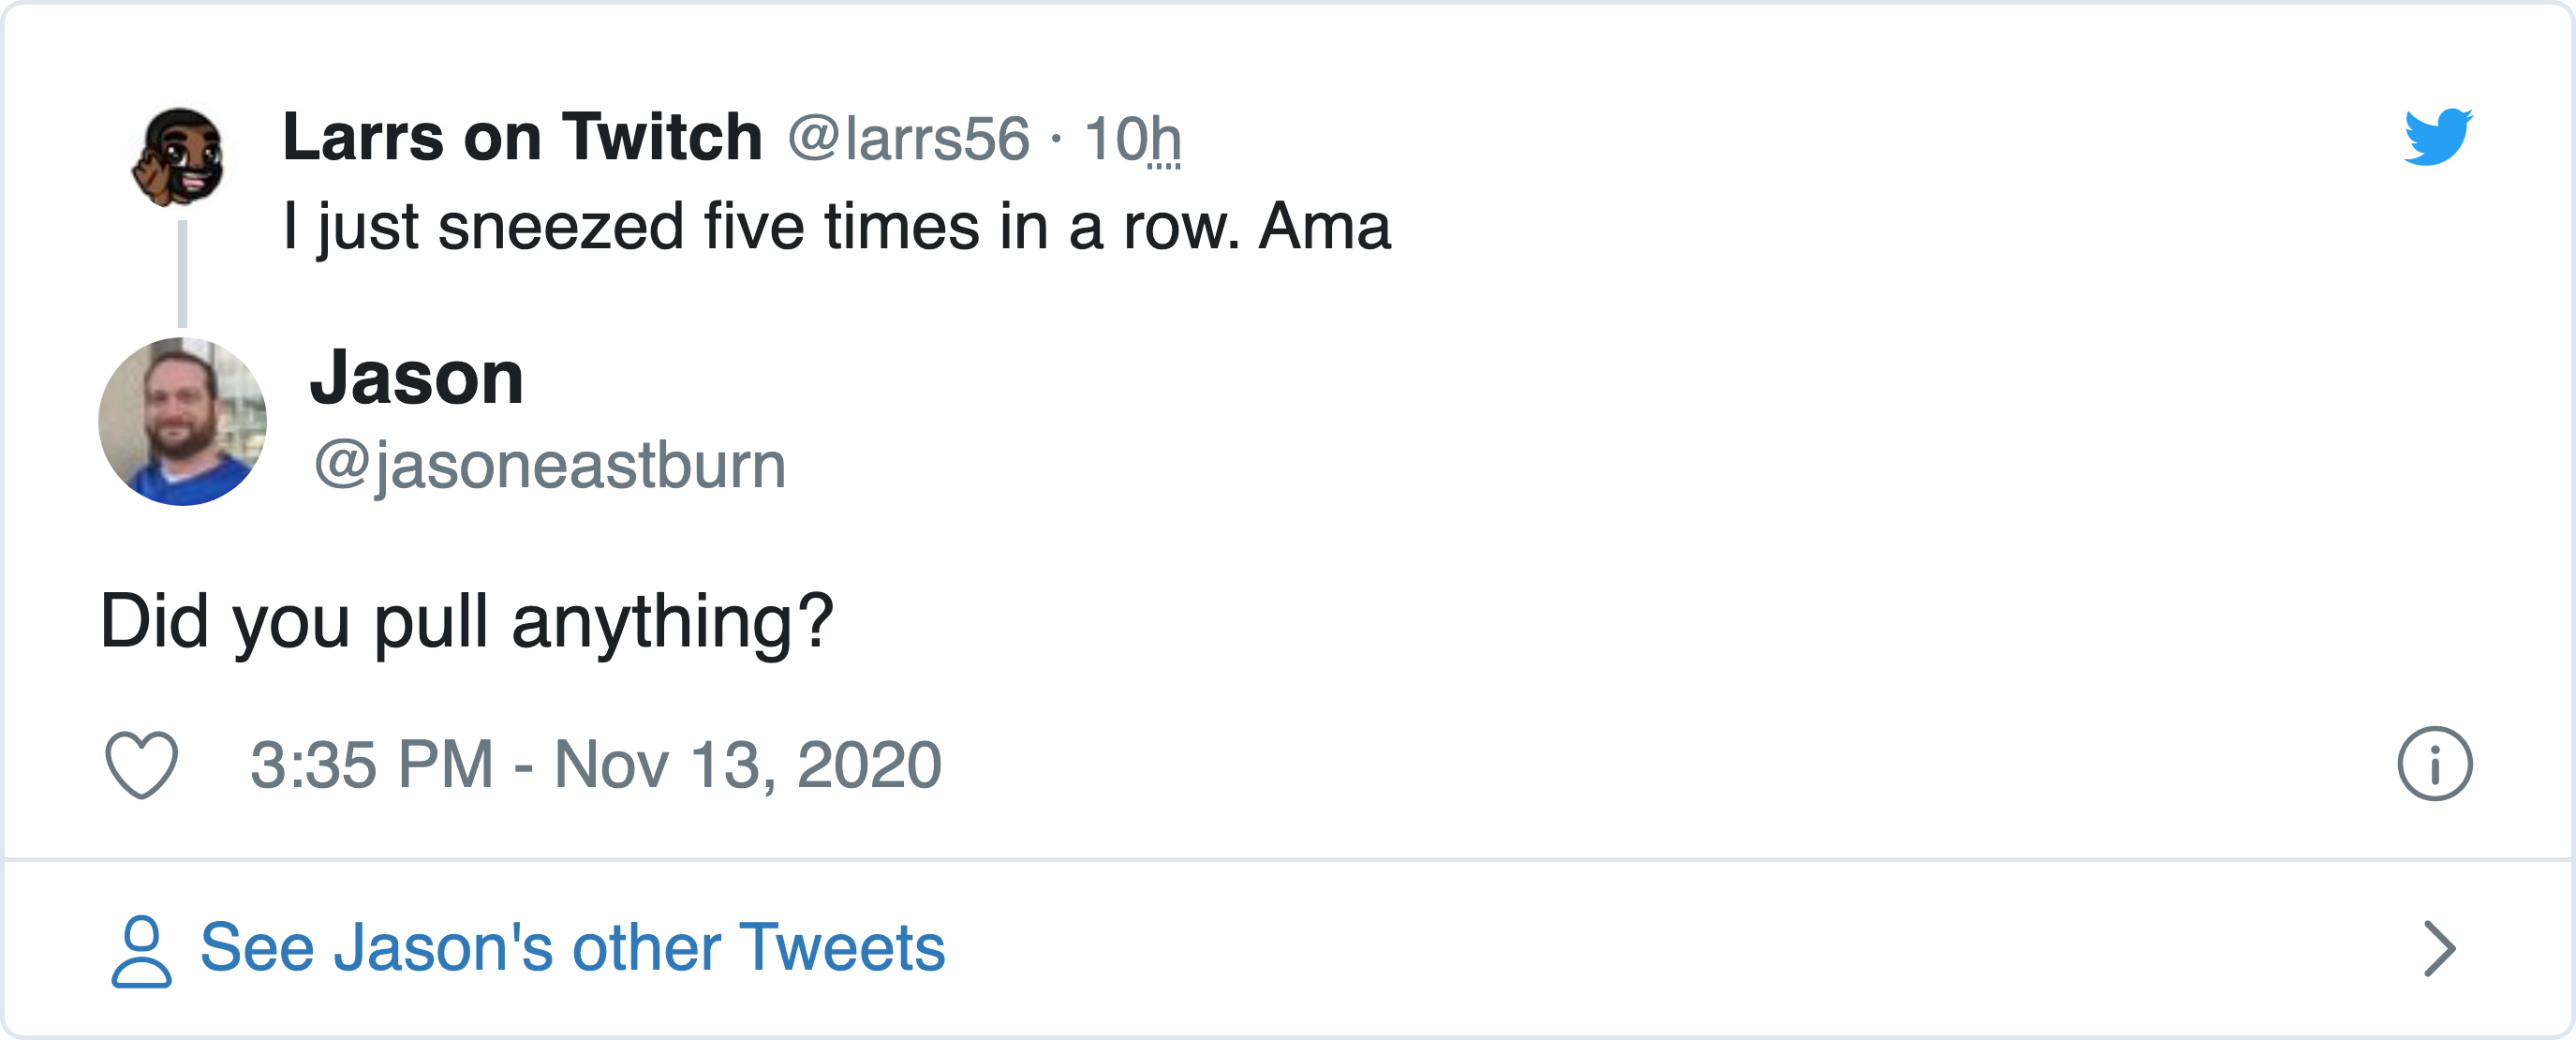 Larrs on Twitch @larrs56 · 10h
I just sneezed five times in a row. Ama
Jason
@jasoneastburn
Did you pull anything?
3:35 PM - Nov 13, 2020
See Jason's other Tweets